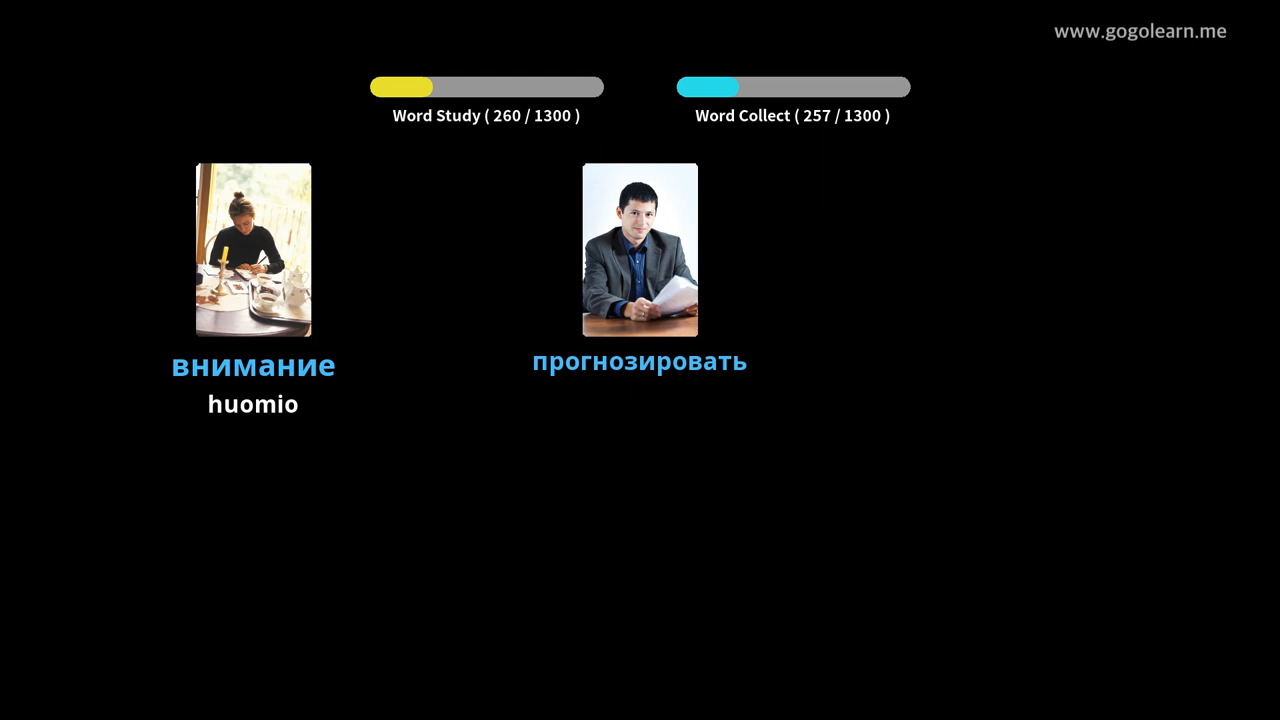 www.gogolearn.me
Word Study ( 260 / 1300 )
Word Collect ( 257 / 1300 )
внимание
huomio
прогнозировать